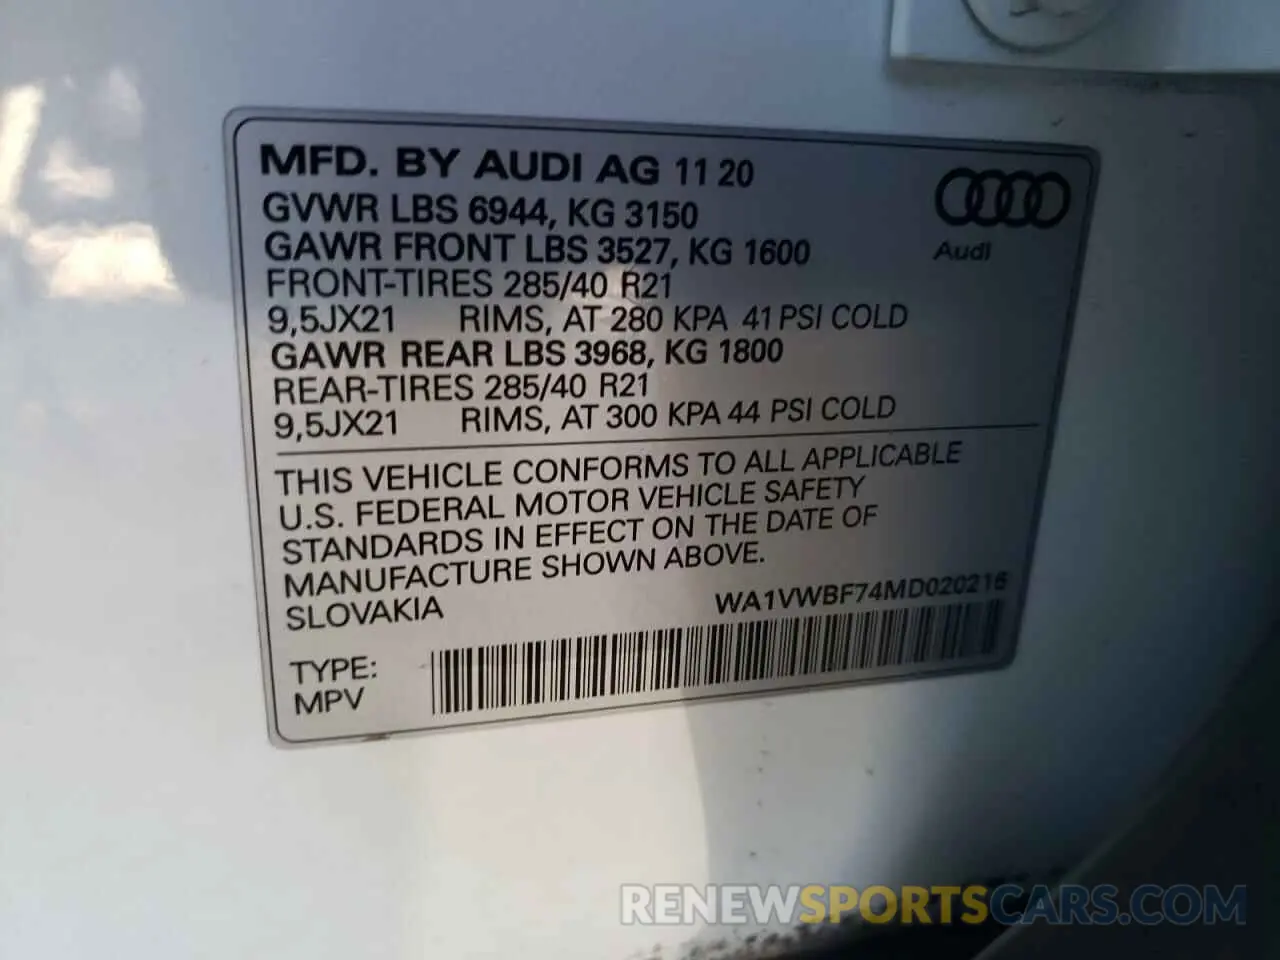 MFD. BY AUDI AG 11 20
GVWR LBS 6944, KG 3150
GAWR FRONT LBS 3527, KG 1600
Audi
FRONT-TIRES 285/40 R21
9,5JX21 RIMS, AT 280 KPA 41 PSI COLD
GAWR REAR LBS 3968, KG 1800
REAR-TIRES 285/40 R21
9,5JX21 RIMS, AT 300 KPA 44 PSI COLD
THIS VEHICLE CONFORMS TO ALL APPLICABLE
U.S. FEDERAL MOTOR VEHICLE SAFETY
STANDARDS IN EFFECT ON THE DATE OF
MANUFACTURE SHOWN ABOVE.
SLOVAKIA WA1VWBF74MD020216
TYPE:
MPV
RENEWSPORTSCARS.COM